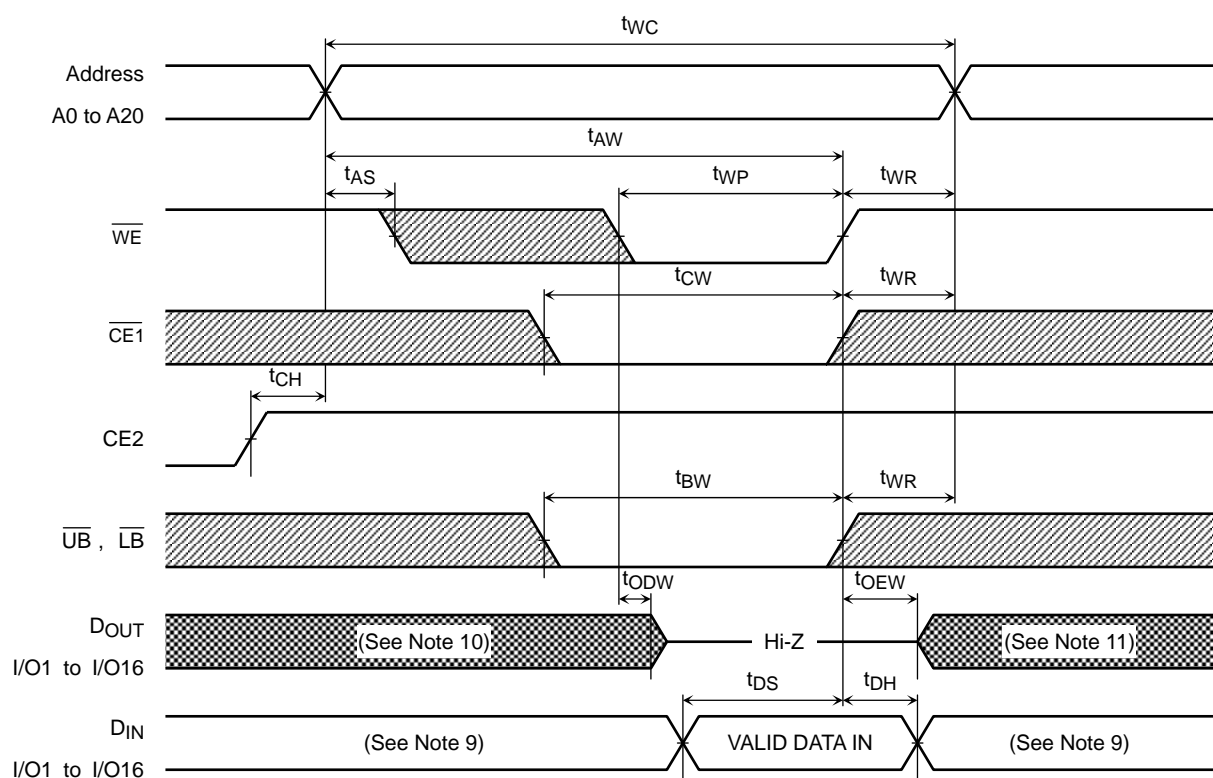 tWC
Address
A0 to A20
tAW
tAS
tWP
tWR
WE
tCW
tWR
CE1
tCH
CE2
tBW
tWR
UB , LB
tODW
tOEW
DOUT
(See Note 10)
Hi-Z
(See Note 11)
I/O1 to I/O16
tDS
tDH
DIN
(See Note 9)
VALID DATA IN
(See Note 9)
I/O1 to I/O16